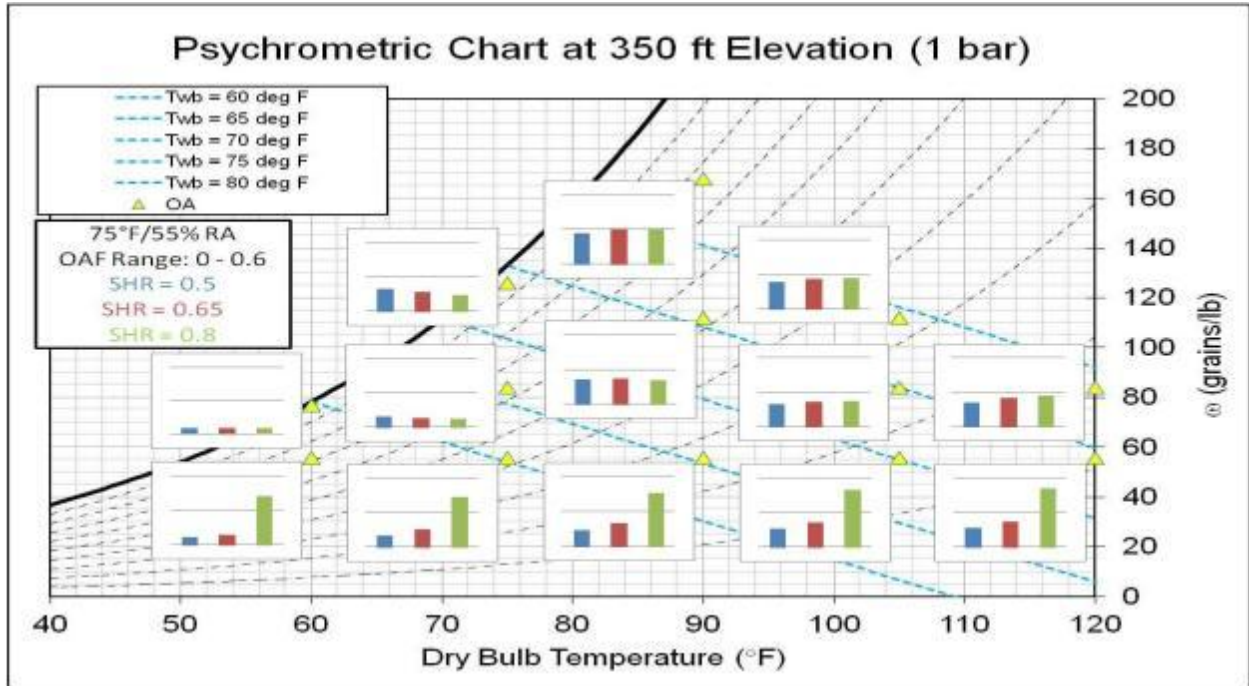 Psychrometric Chart at 350 ft Elevation (1 bar)
Twb = 60 deg F
Twb = 65 deg F
Twb = 70 deg F
Twb = 75 deg F
Twb = 80 deg F
OA
75°F/55% RA
OAF Range: 0 - 0.6
SHR = 0.5
SHR = 0.65
SHR = 0.8
200
180
160
140
120
100
80
60
40
20
0
ω (grains/lb)
40 50 60 70 80 90 100 110 120
Dry Bulb Temperature (°F)